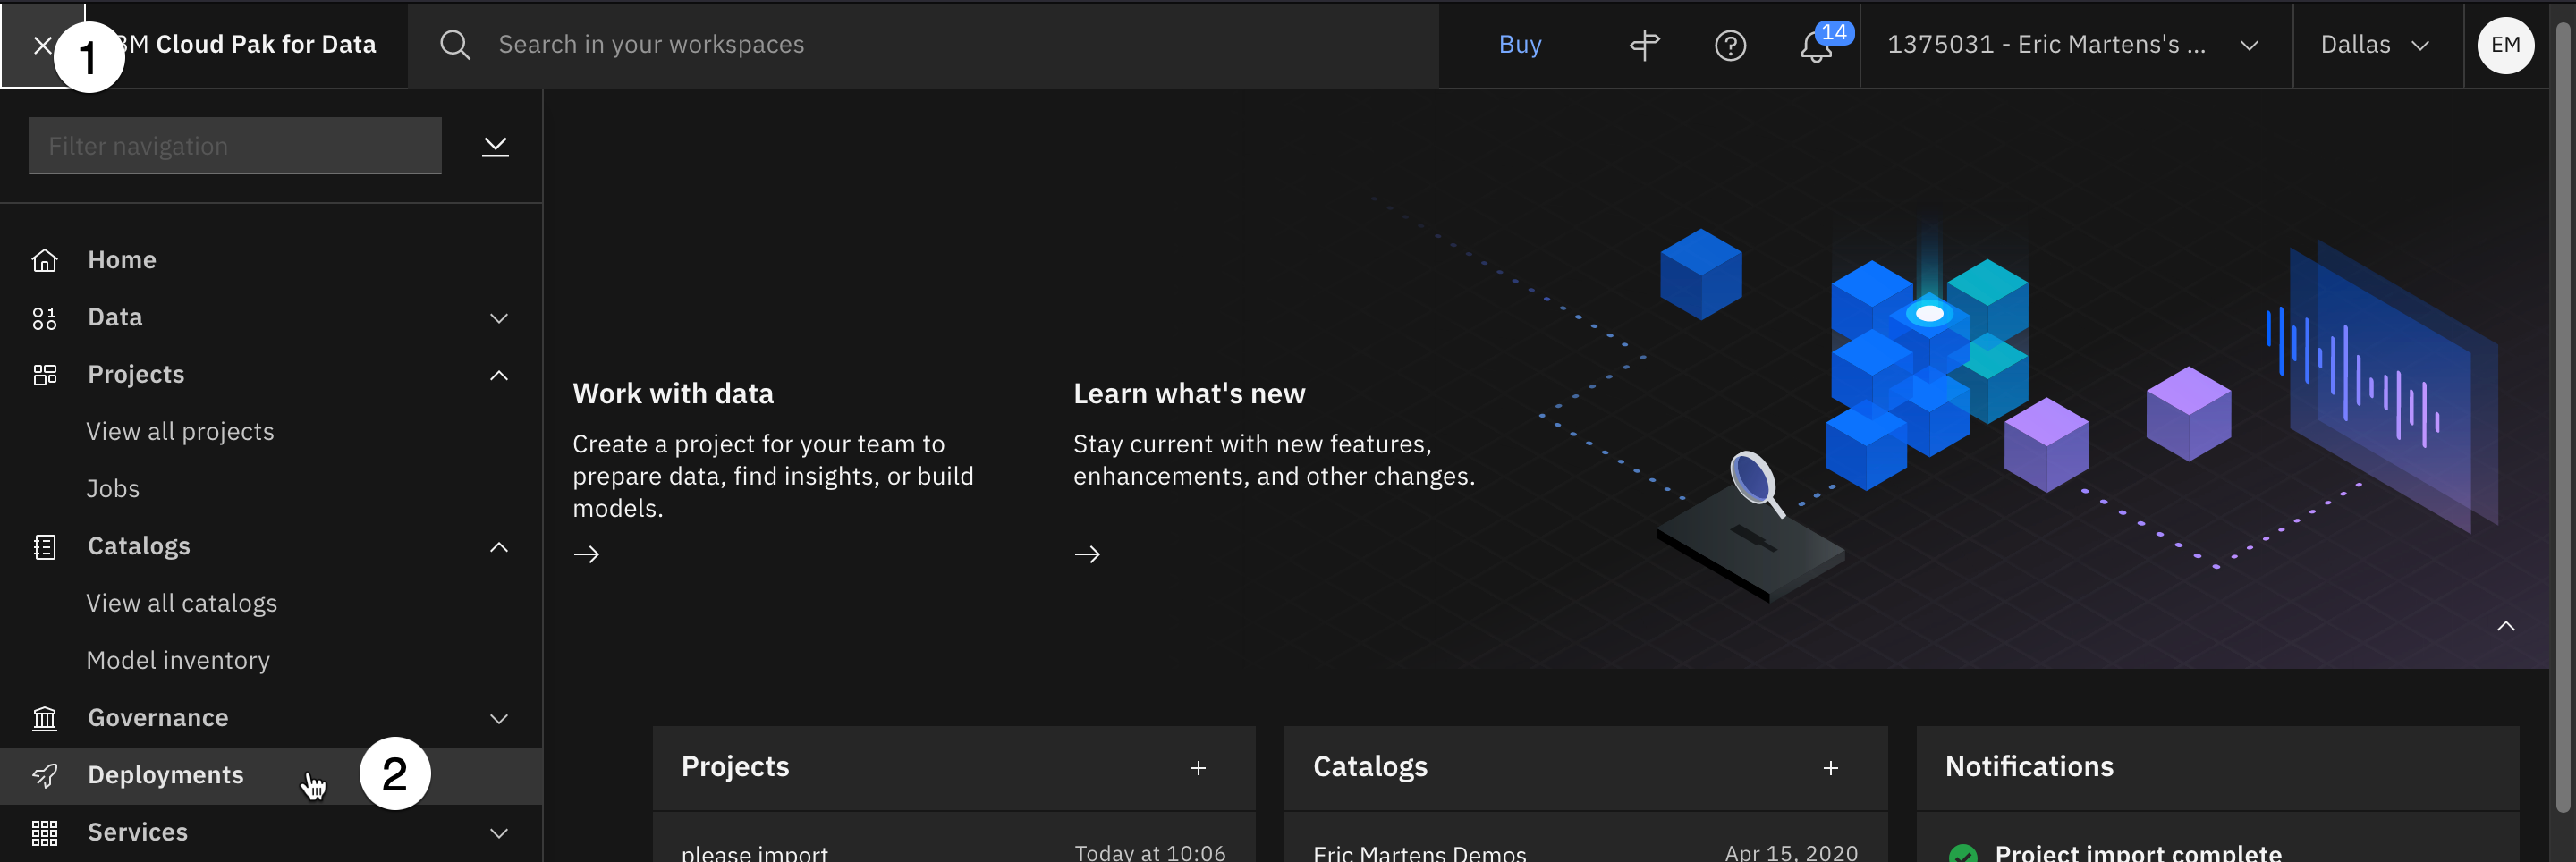 1
BM Cloud Pak for Data
Search in your workspaces
Buy
14
1375031 - Eric Martens's ...
Dallas
EM
Filter navigation
Home
Data
Projects
View all projects
Jobs
Catalogs
View all catalogs
Model inventory
Governance
Deployments
2
Services
Work with data
Create a project for your team to
prepare data, find insights, or build
models.
Learn what's new
Stay current with new features,
enhancements, and other changes.
Projects
please import
Today at 10:06
Catalogs
Eric Martens Demos
Apr 15, 2020
Notifications
Project import complete